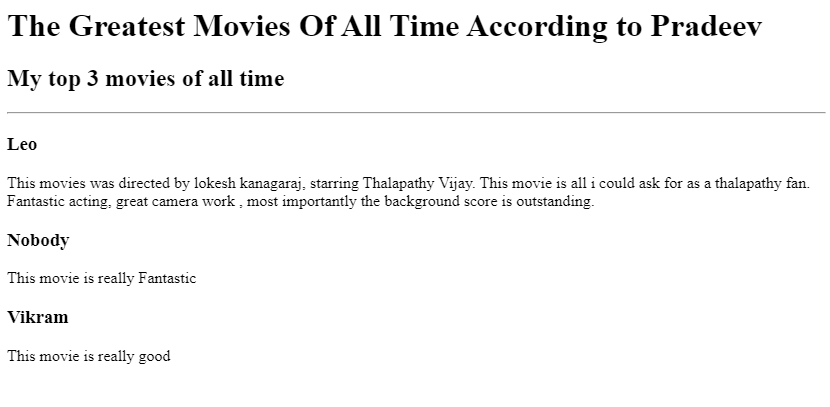 The Greatest Movies Of All Time According to Pradeev
My top 3 movies of all time
Leo
This movies was directed by lokesh kanagaraj, starring Thalapathy Vijay. This movie is all i could ask for as a thalapathy fan.
Fantastic acting, great camera work , most importantly the background score is outstanding.
Nobody
This movie is really Fantastic
Vikram
This movie is really good